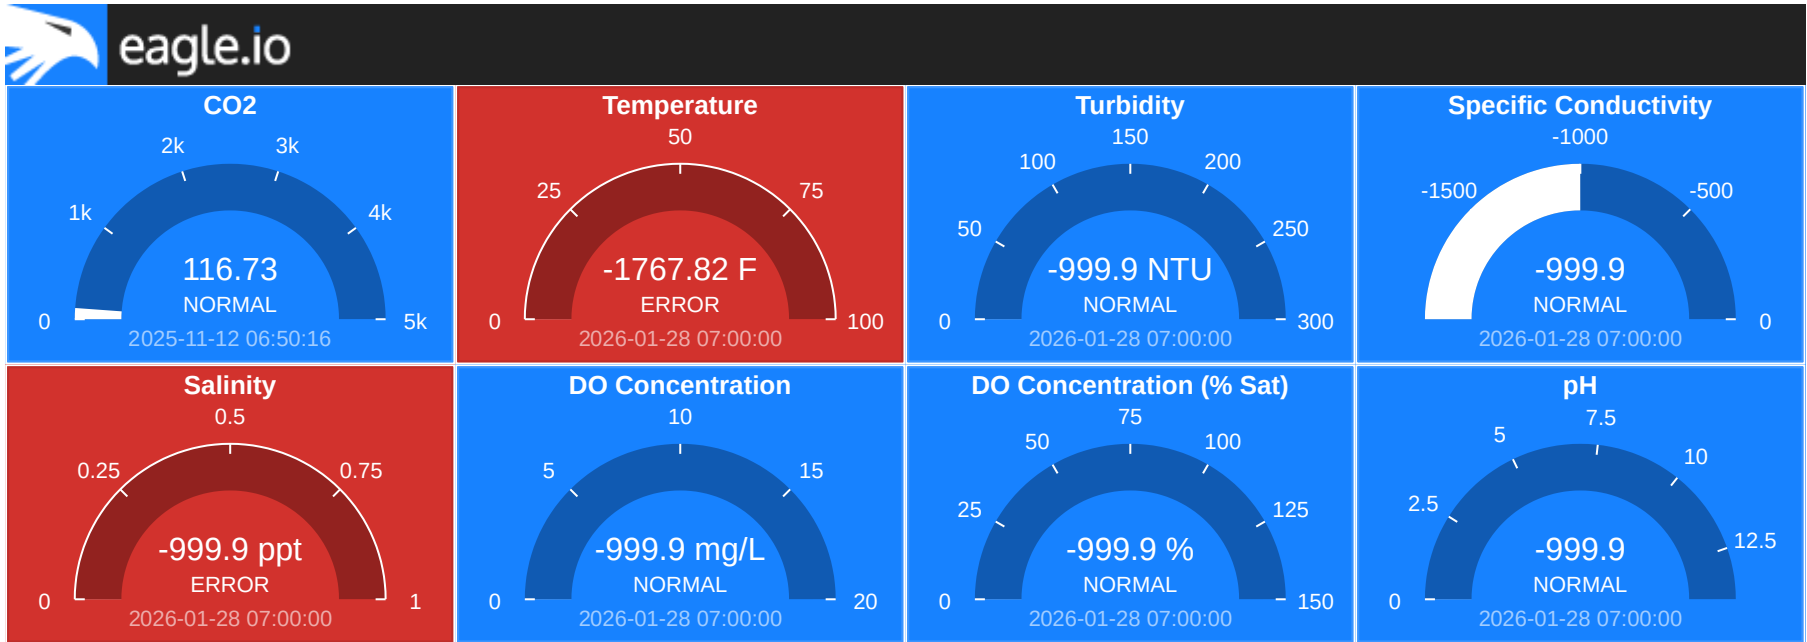 eagle.io
CO2
2k
3k
1k
4k
116.73
NORMAL
0
5k
2025-11-12 06:50:16
Temperature
50
25
75
-1767.82 F
ERROR
0
100
2026-01-28 07:00:00
Turbidity
150
100
200
50
250
-999.9 NTU
NORMAL
0
300
2026-01-28 07:00:00
Specific Conductivity
-1000
-1500
-500
-999.9
NORMAL
0
2026-01-28 07:00:00
Salinity
0.5
0.25
0.75
-999.9 ppt
ERROR
0
1
2026-01-28 07:00:00
DO Concentration
10
5
15
-999.9 mg/L
NORMAL
0
20
2026-01-28 07:00:00
DO Concentration (% Sat)
75
50
100
25
125
-999.9 %
NORMAL
0
150
2026-01-28 07:00:00
pH
7.5
5
10
2.5
12.5
-999.9
NORMAL
0
2026-01-28 07:00:00